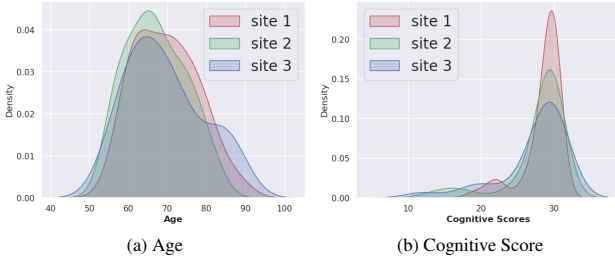 site 1
site 2
site 3
Density
0.04
0.03
0.02
0.01
0.00
40 50 60 70 80 90 100
Age
(a) Age
site 1
site 2
site 3
Density
0.20
0.15
0.10
0.05
0.00
10 20 30
Cognitive Scores
(b) Cognitive Score